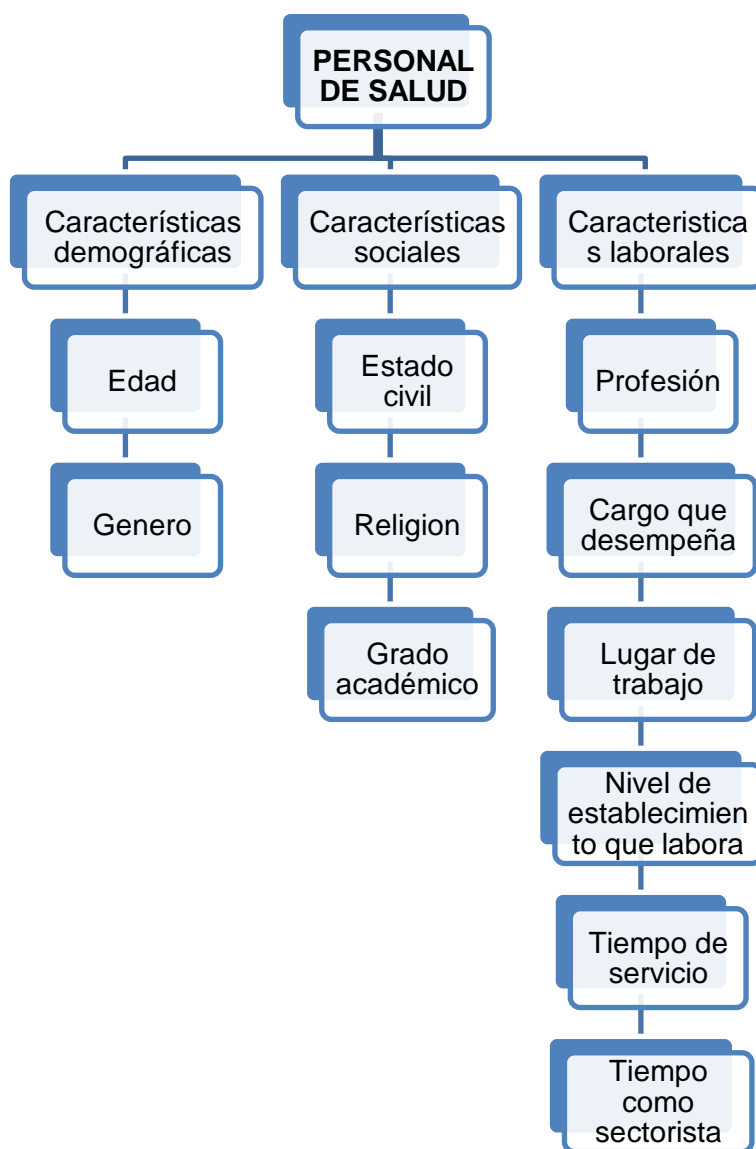 PERSONAL
DE SALUD
Características
demográficas
Edad
Genero
Características
sociales
Estado
civil
Religion
Grado
académico
Caracteristica
s laborales
Profesión
Cargo que
desempeña
Lugar de
trabajo
Nivel de
establecimien
to que labora
Tiempo de
servicio
Tiempo
como
sectorista